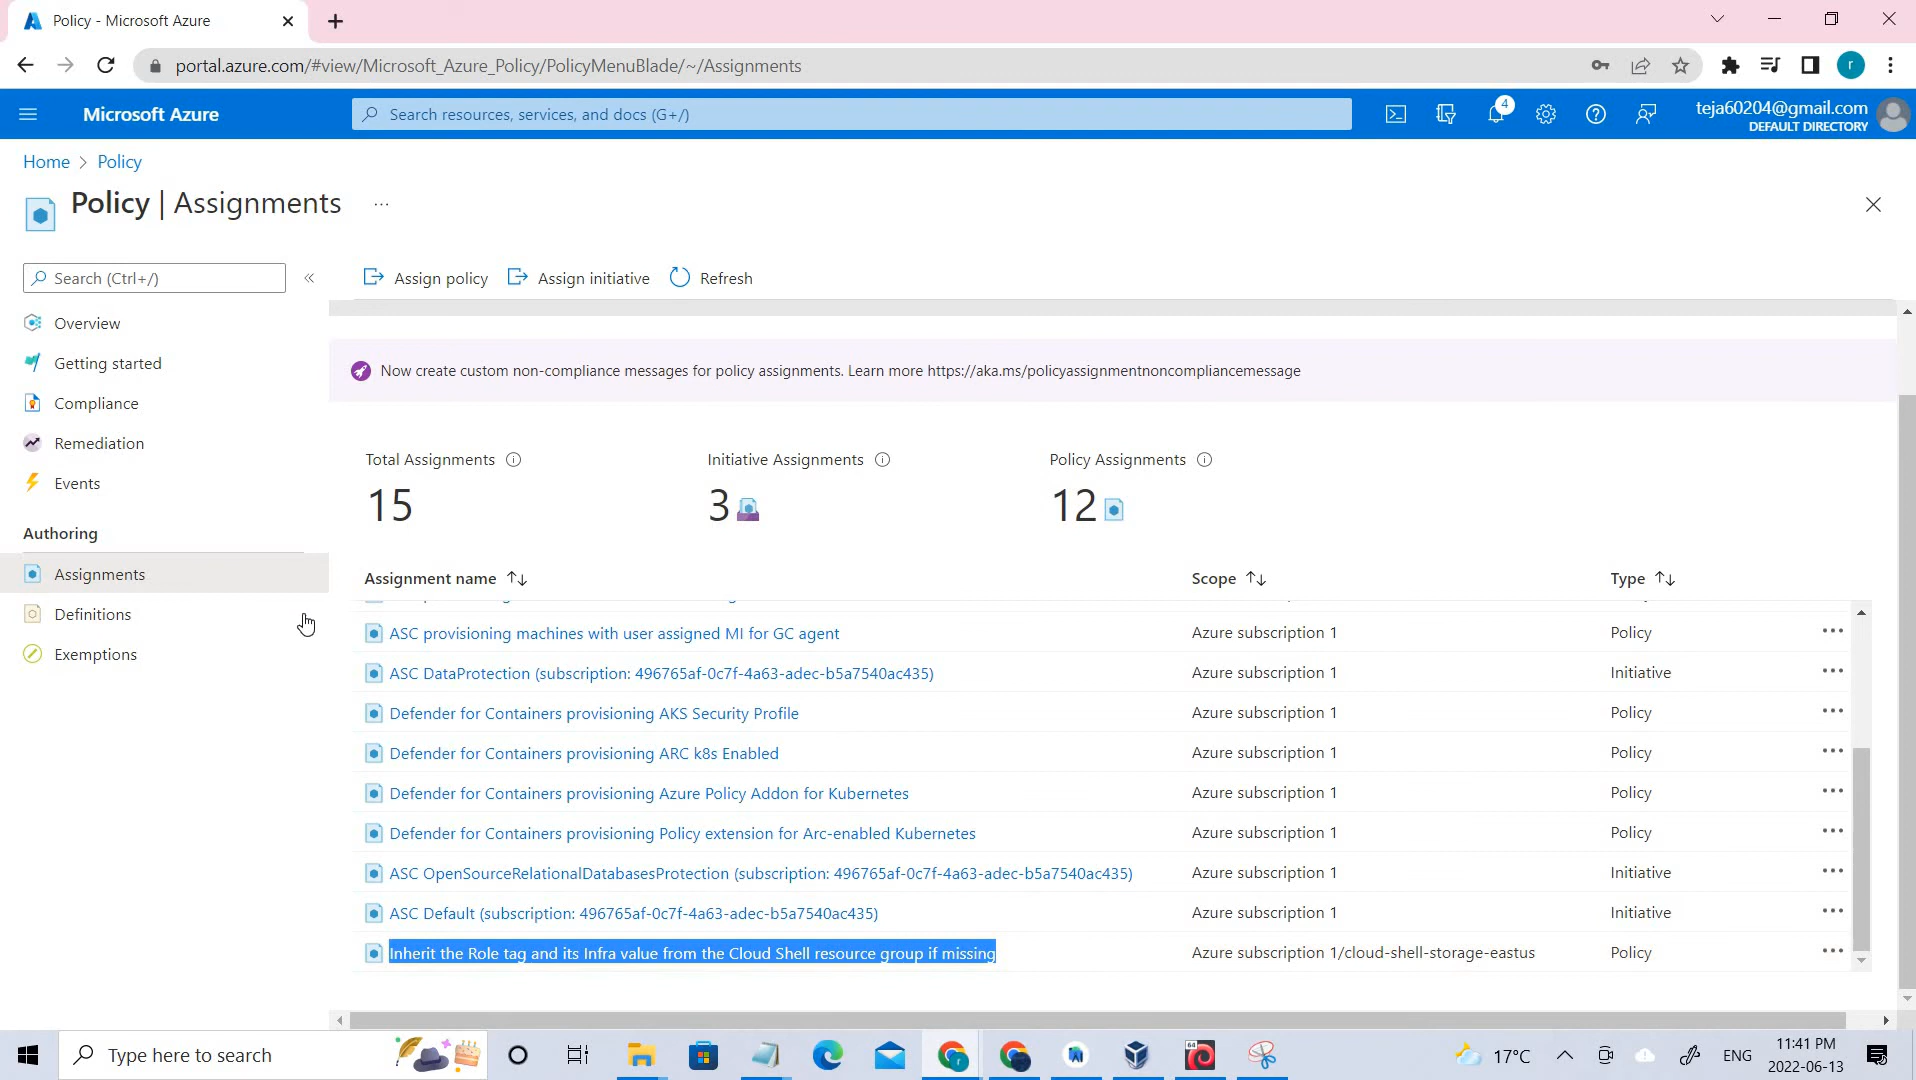 Policy - Microsoft Azure
portal.azure.com/#view/Microsoft_Azure_Policy/PolicyMenuBlade/~/Assignments
r
Microsoft Azure
Search resources, services, and docs (G+/)
4
teja60204@gmail.com
DEFAULT DIRECTORY
Home > Policy
Policy | Assignments
...
Search (Ctrl+/)
«
Assign policy
Assign initiative
Refresh
Overview
Getting started
Compliance
Remediation
Events
Authoring
Assignments
Definitions
Exemptions
Now create custom non-compliance messages for policy assignments. Learn more https://aka.ms/policyassignmentnoncompliancemessage
Total Assignments
15
Initiative Assignments
3
Policy Assignments
12
Assignment name
Scope
Type
ASC provisioning machines with user assigned MI for GC agent Azure subscription 1 Policy
ASC DataProtection (subscription: 496765af-0c7f-4a63-adec-b5a7540ac435) Azure subscription 1 Initiative
Defender for Containers provisioning AKS Security Profile Azure subscription 1 Policy
Defender for Containers provisioning ARC k8s Enabled Azure subscription 1 Policy
Defender for Containers provisioning Azure Policy Addon for Kubernetes Azure subscription 1 Policy
Defender for Containers provisioning Policy extension for Arc-enabled Kubernetes Azure subscription 1 Policy
ASC OpenSourceRelationalDatabasesProtection (subscription: 496765af-0c7f-4a63-adec-b5a7540ac435) Azure subscription 1 Initiative
ASC Default (subscription: 496765af-0c7f-4a63-adec-b5a7540ac435) Azure subscription 1 Initiative
Inherit the Role tag and its Infra value from the Cloud Shell resource group if missing Azure subscription 1/cloud-shell-storage-eastus Policy
Type here to search
17°C
ENG
11:41 PM
2022-06-13